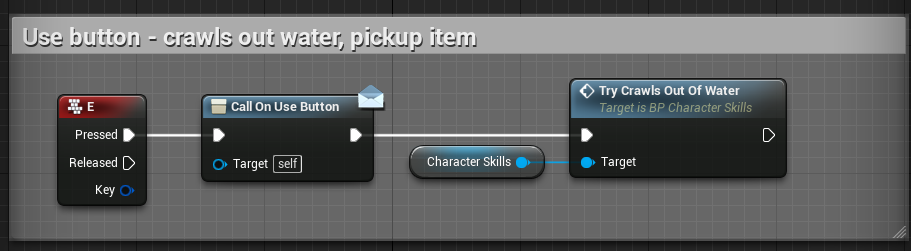 Use button - crawls out water, pickup item
E
Pressed
Released
Key
Call On Use Button
Target self
Character Skills
Try Crawls Out Of Water
Target is BP Character Skills
Target